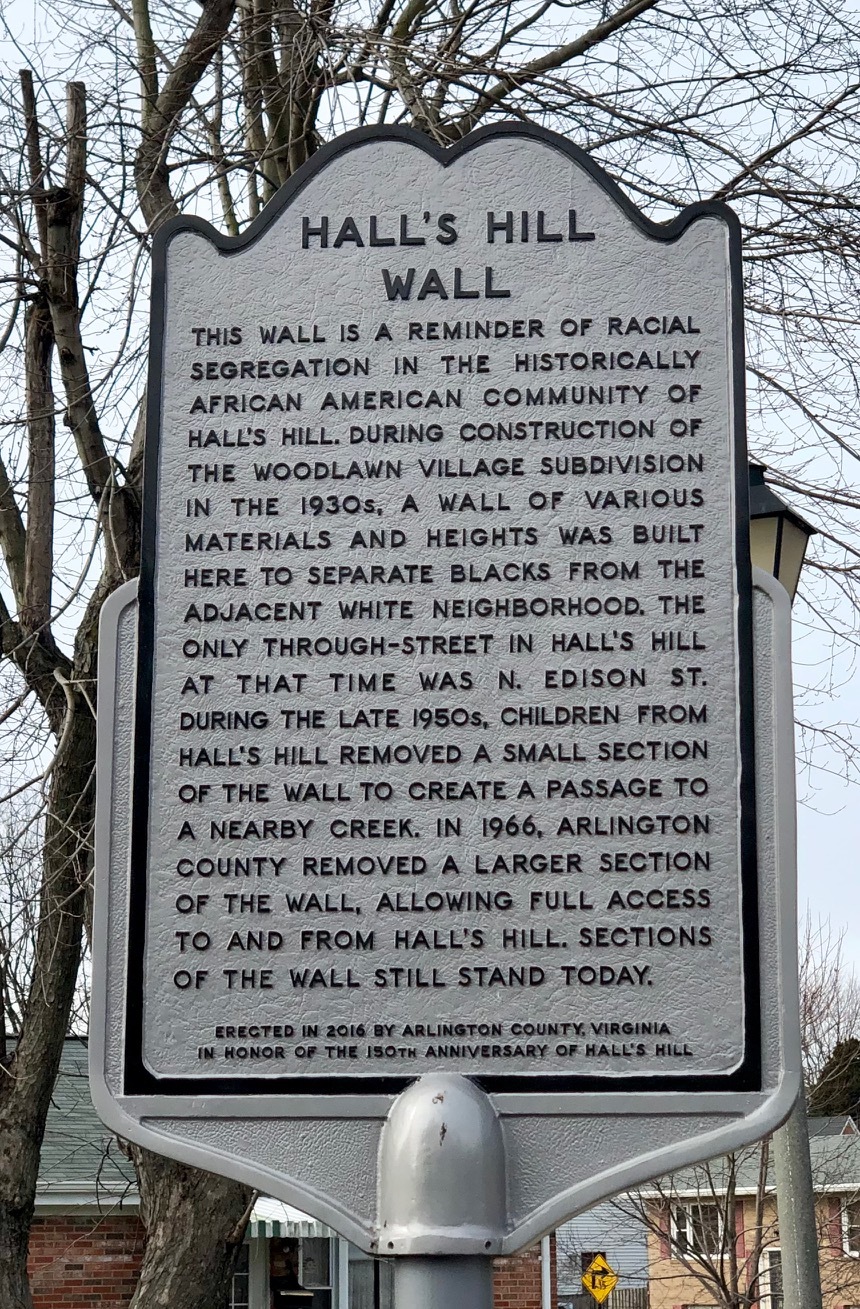 HALL'S HILL
WALL
THIS WALL IS A REMINDER OF RACIAL
SEGREGATION IN THE HISTORICALLY
AFRICAN AMERICAN COMMUNITY OF
HALL'S HILL. DURING CONSTRUCTION OF
THE WOODLAWN VILLAGE SUBDIVISION
IN THE 1930s, A WALL OF VARIOUS
MATERIALS AND HEIGHTS WAS BUILT
HERE TO SEPARATE BLACKS FROM THE
ADJACENT WHITE NEIGHBORHOOD. THE
ONLY THROUGH-STREET IN HALL'S HILL
AT THAT TIME WAS N. EDISON ST.
DURING THE LATE 1950s, CHILDREN FROM
HALL'S HILL REMOVED A SMALL SECTION
OF THE WALL TO CREATE A PASSAGE TO
A NEARBY CREEK. IN 1966, ARLINGTON
COUNTY REMOVED A LARGER SECTION
OF THE WALL, ALLOWING FULL ACCESS
TO AND FROM HALL'S HILL. SECTIONS
OF THE WALL STILL STAND TODAY.
ERECTED IN 2016 BY ARLINGTON COUNTY, VIRGINIA
IN HONOR OF THE 150TH ANNIVERSARY OF HALL'S HILL